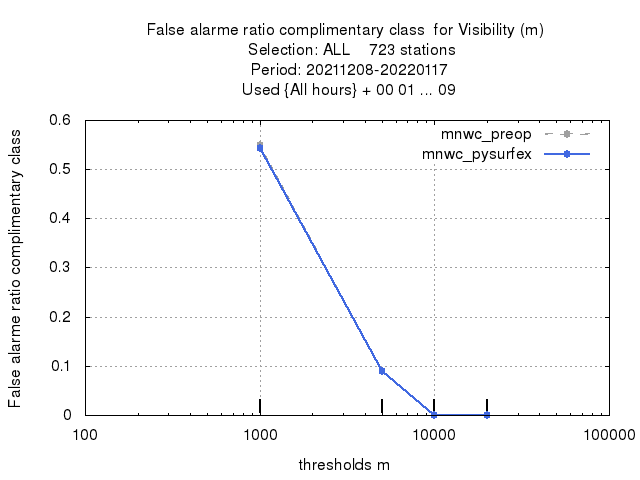 False alarme ratio complimentary class  for Visibility (m)
Selection: ALL    723 stations
Period: 20211208-20220117
Used {All hours} + 00 01 ... 09
mnwc_preop
mnwc_pysurfex
False alarme ratio complimentary class
0.6
0.5
0.4
0.3
0.2
0.1
0
100
1000
10000
100000
thresholds m